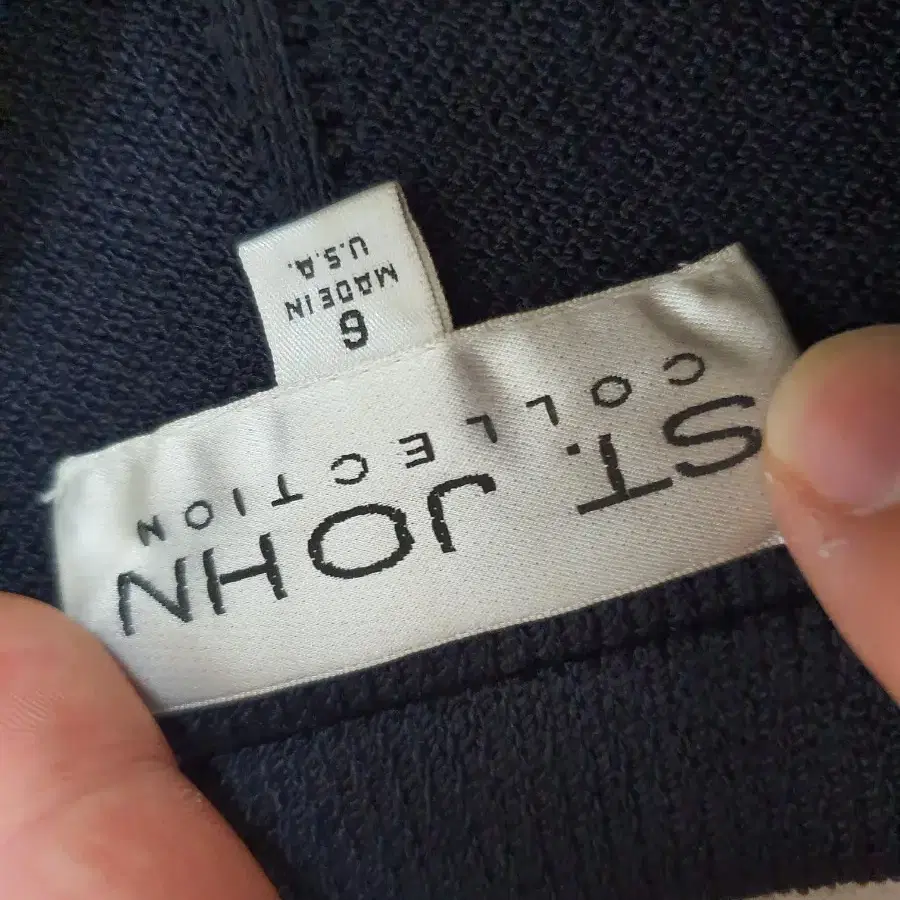 ST. JOHN
COLLECTION
6
MADE IN
U.S.A.